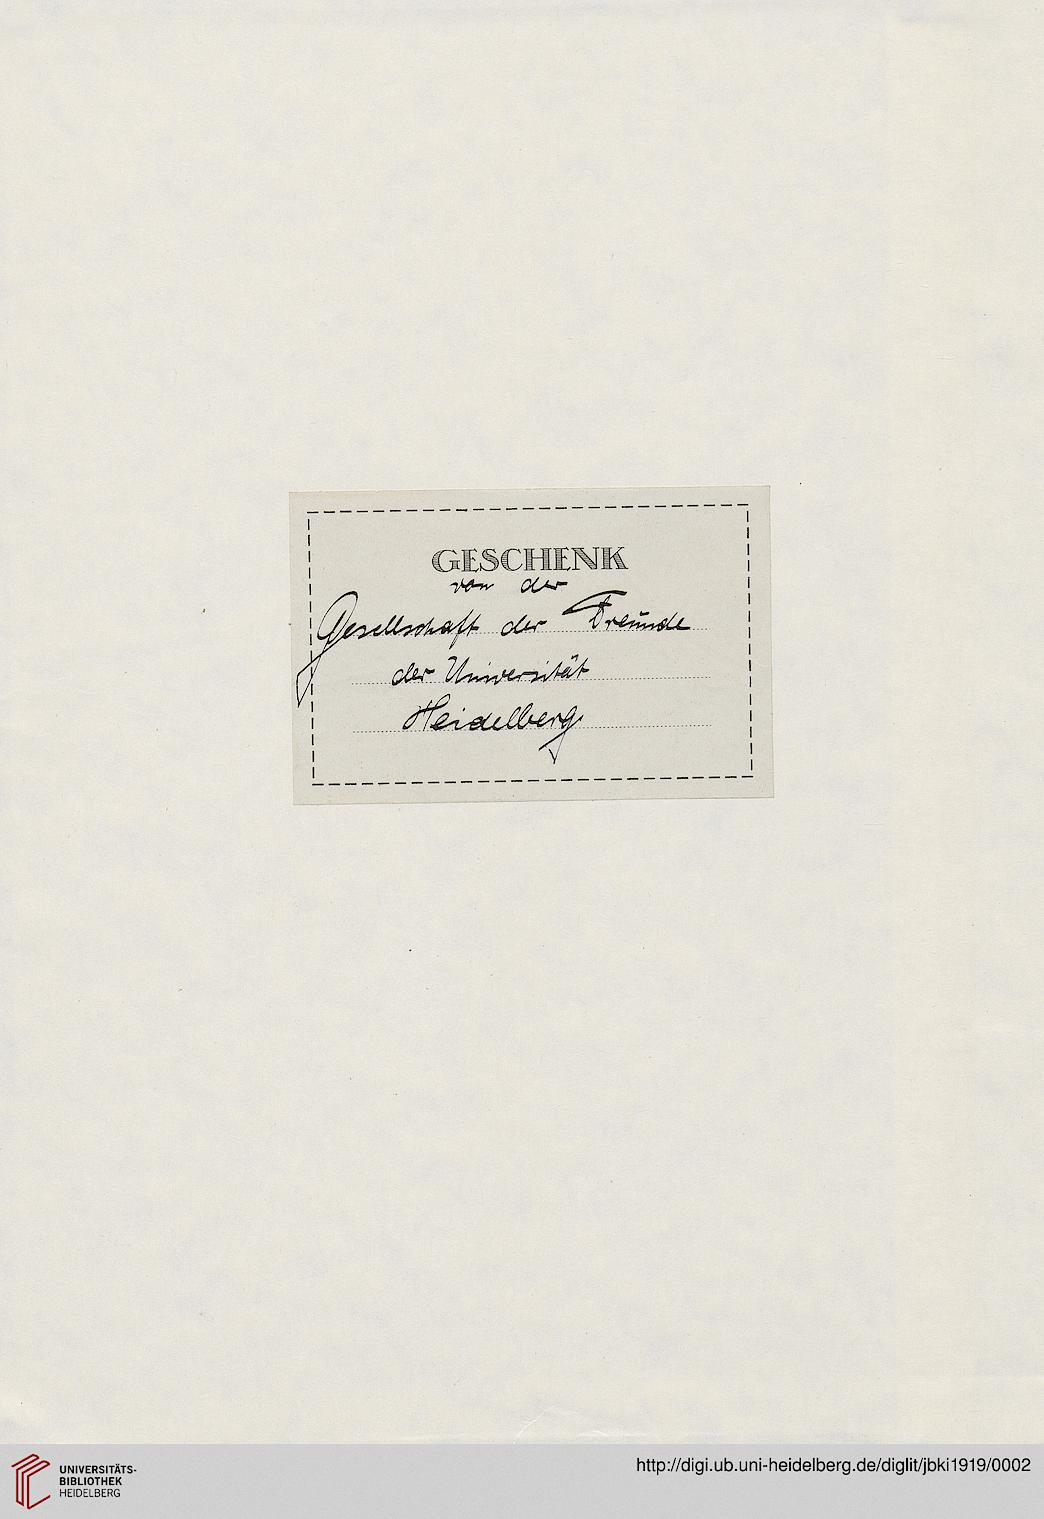 GESCHENK
von der
Gesellschaft der Freunde
der Universität
Heidelberg.
UNIVERSITÄTS-
BIBLIOTHEK
HEIDELBERG
http://digi.ub.uni-heidelberg.de/diglit/jbki1919/0002